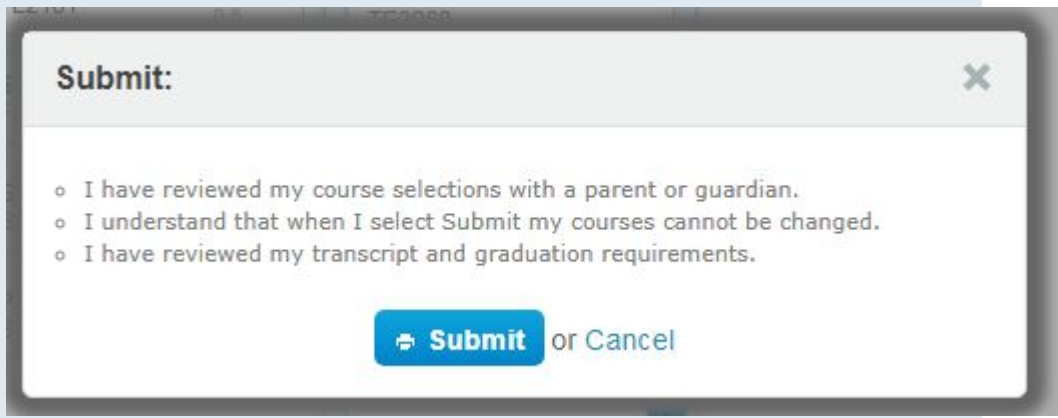 Submit:
I have reviewed my course selections with a parent or guardian.
I understand that when I select Submit my courses cannot be changed.
I have reviewed my transcript and graduation requirements.
Submit or Cancel